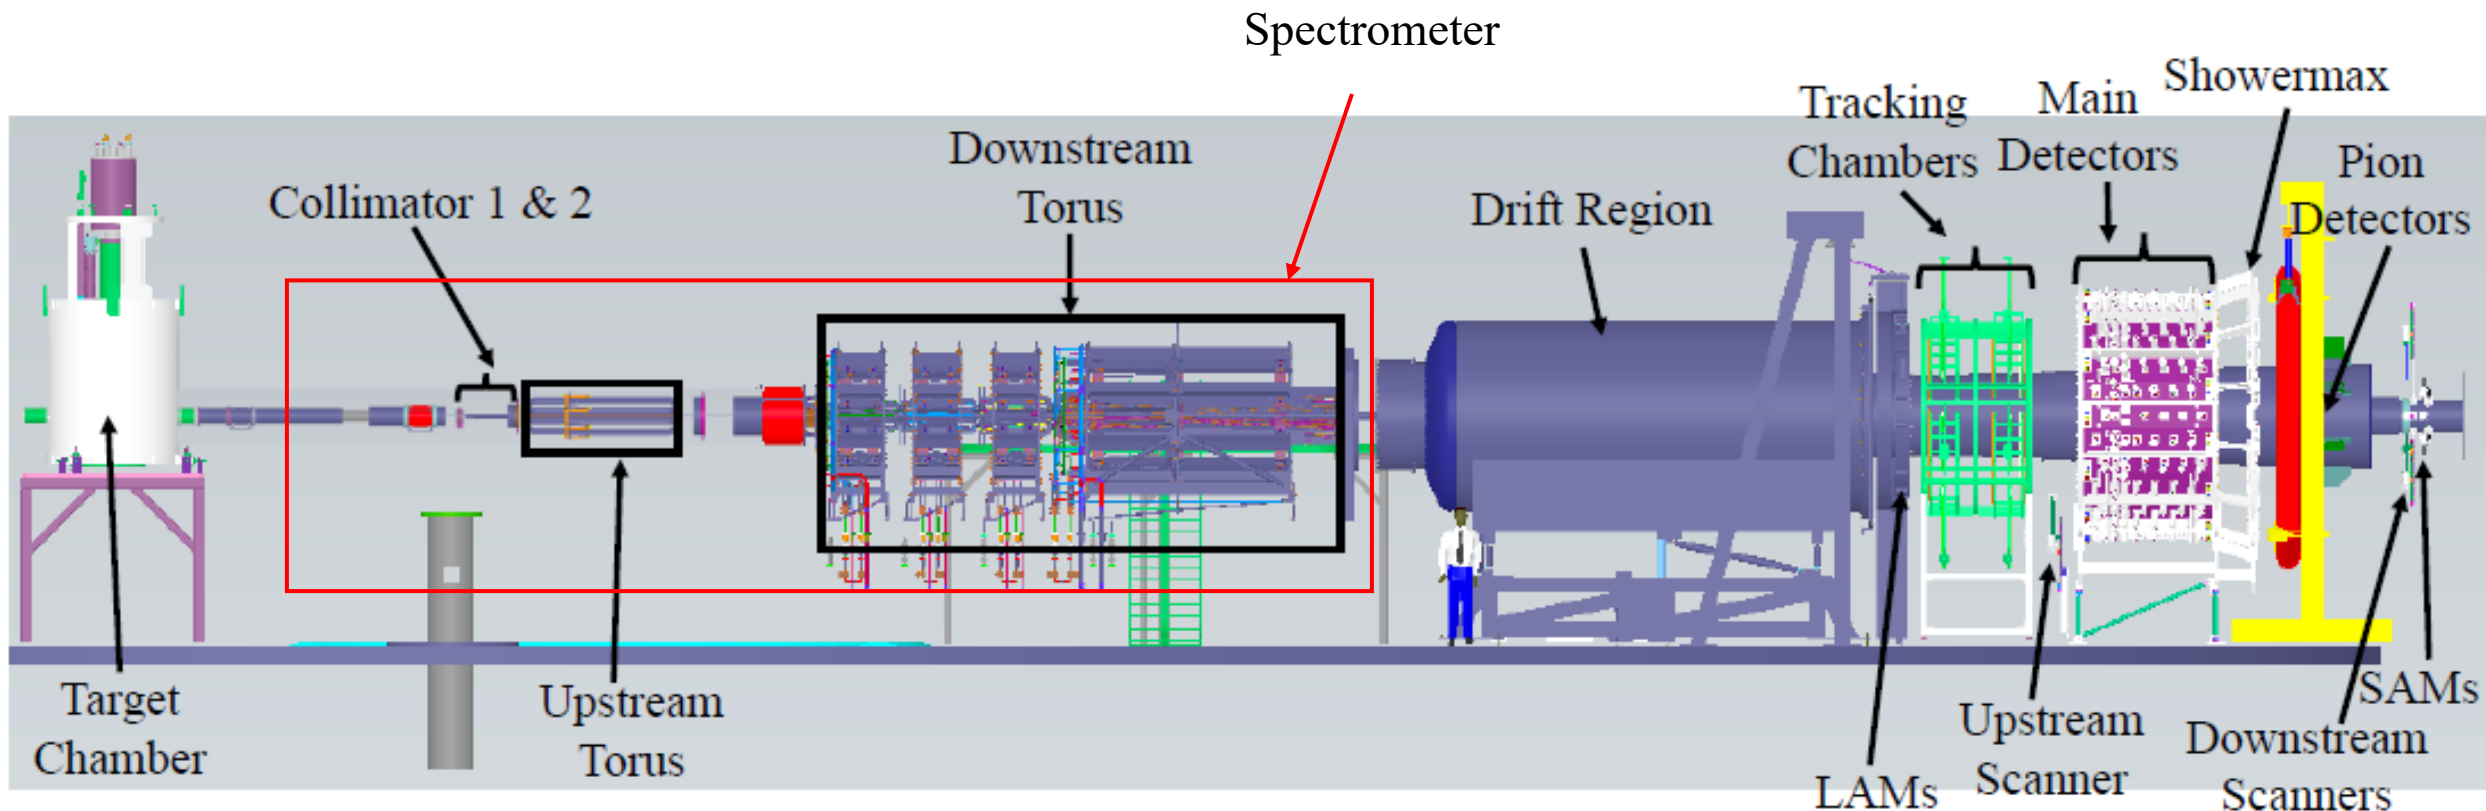 Spectrometer
Showermax
Tracking
Chambers
Main
Detectors
Downstream
Torus
Pion
Detectors
Collimator 1 & 2
Drift Region
Target
Chamber
Upstream
Torus
LAMs
Upstream
Scanner
SAMs
Downstream
Scanners